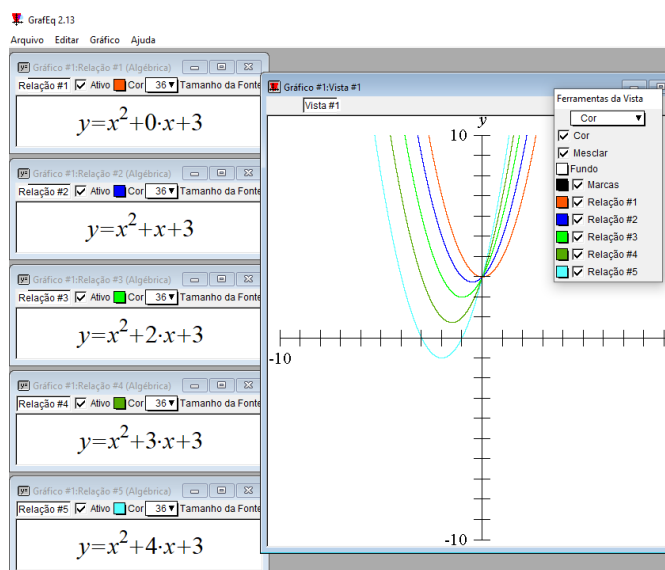 GrafEq 2.13
Arquivo Editar Gráfico Ajuda
Gráfico #1:Relação #1 (Algébrica)
Relação #1 Ativo Cor 36 Tamanho da Fonte
y=x²+0·x+3
Gráfico #1:Relação #2 (Algébrica)
Relação #2 Ativo Cor 36 Tamanho da Fonte
y=x²+x+3
Gráfico #1:Relação #3 (Algébrica)
Relação #3 Ativo Cor 36 Tamanho da Fonte
y=x²+2·x+3
Gráfico #1:Relação #4 (Algébrica)
Relação #4 Ativo Cor 36 Tamanho da Fonte
y=x²+3·x+3
Gráfico #1:Relação #5 (Algébrica)
Relação #5 Ativo Cor 36 Tamanho da Fonte
y=x²+4·x+3
Gráfico #1:Vista #1
Vista #1
y
10
-10
-10
Ferramentas da Vista
Cor
Cor
Mesclar
Fundo
Marcas
Relação #1
Relação #2
Relação #3
Relação #4
Relação #5